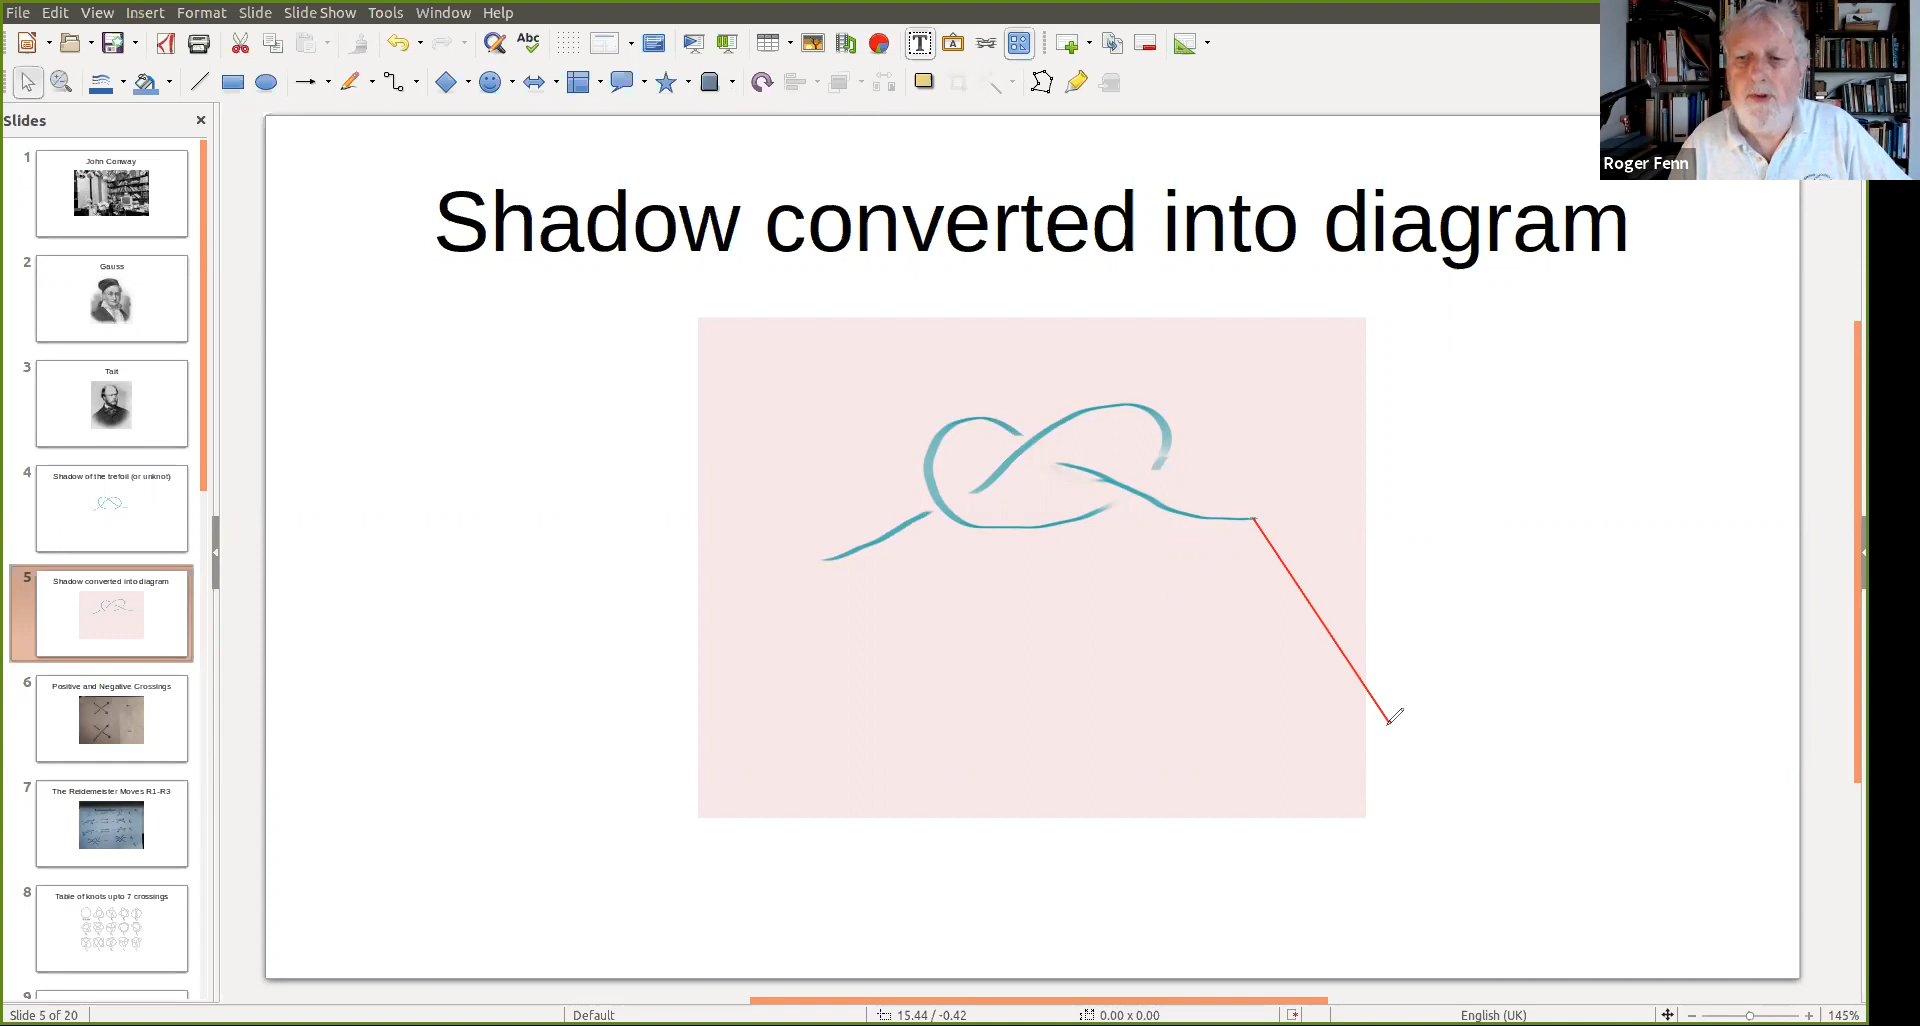 File Edit View Insert Format Slide Slide Show Tools Window Help
Abc
T
A
Roger Fenn
Slides
1
John Conway
2
Gauss
3
Tait
4
Shadow of the trefoil (or unknot)
5
Shadow converted into diagram
6
Positive and Negative Crossings
7
The Reidemeister Moves R1-R3
8
Table of knots upto 7 crossings
9
Shadow converted into diagram
Slide 5 of 20
Default
15.44 / -0.42
0.00 x 0.00
English (UK)
145%